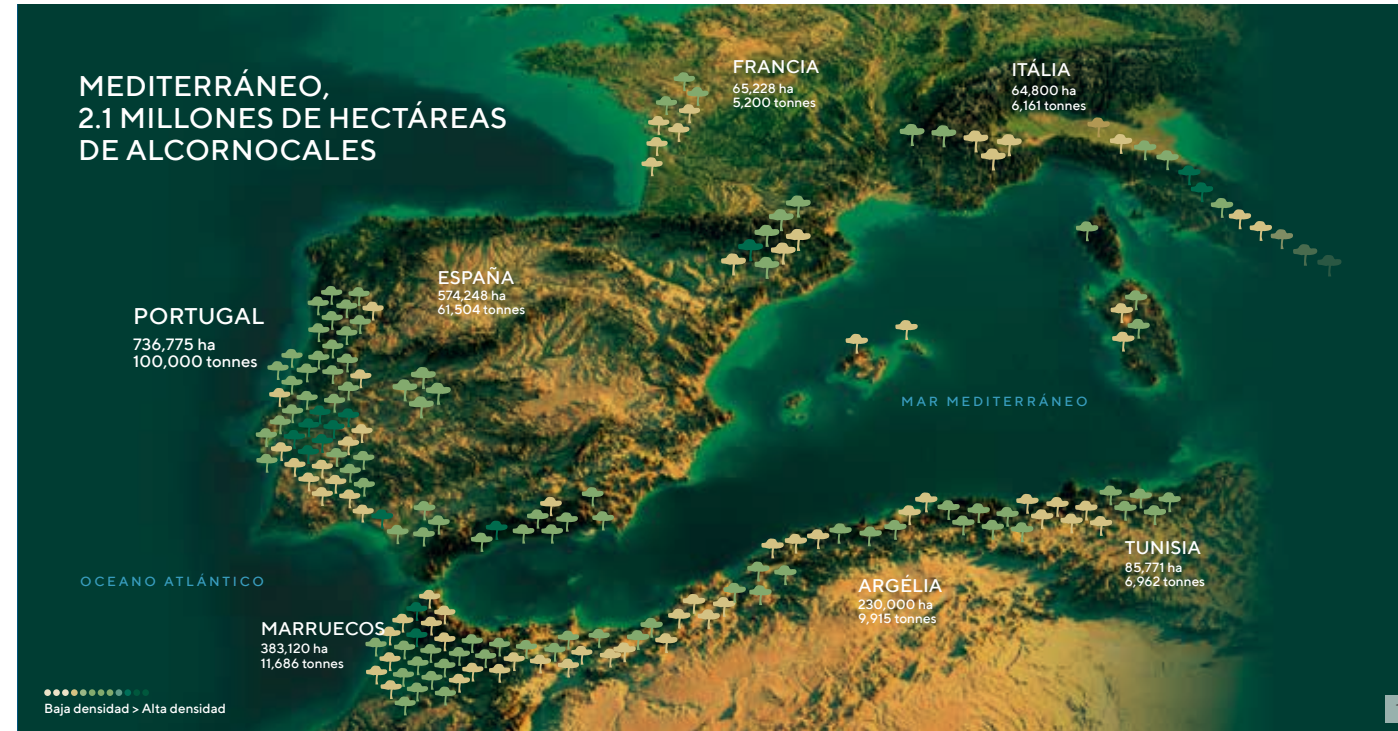 MEDITERRÁNEO,
2.1 MILLONES DE HECTÁREAS
DE ALCORNOCALES
FRANCIA
65,228 ha
5,200 tonnes
ITÁLIA
64,800 ha
6,161 tonnes
ESPAÑA
574,248 ha
61,504 tonnes
PORTUGAL
736,775 ha
100,000 tonnes
MAR MEDITERRÁNEO
OCEANO ATLÁNTICO
TUNISIA
85,771 ha
6,962 tonnes
ARGÉLIA
230,000 ha
9,915 tonnes
MARRUECOS
383,120 ha
11,686 tonnes
Baja densidad > Alta densidad